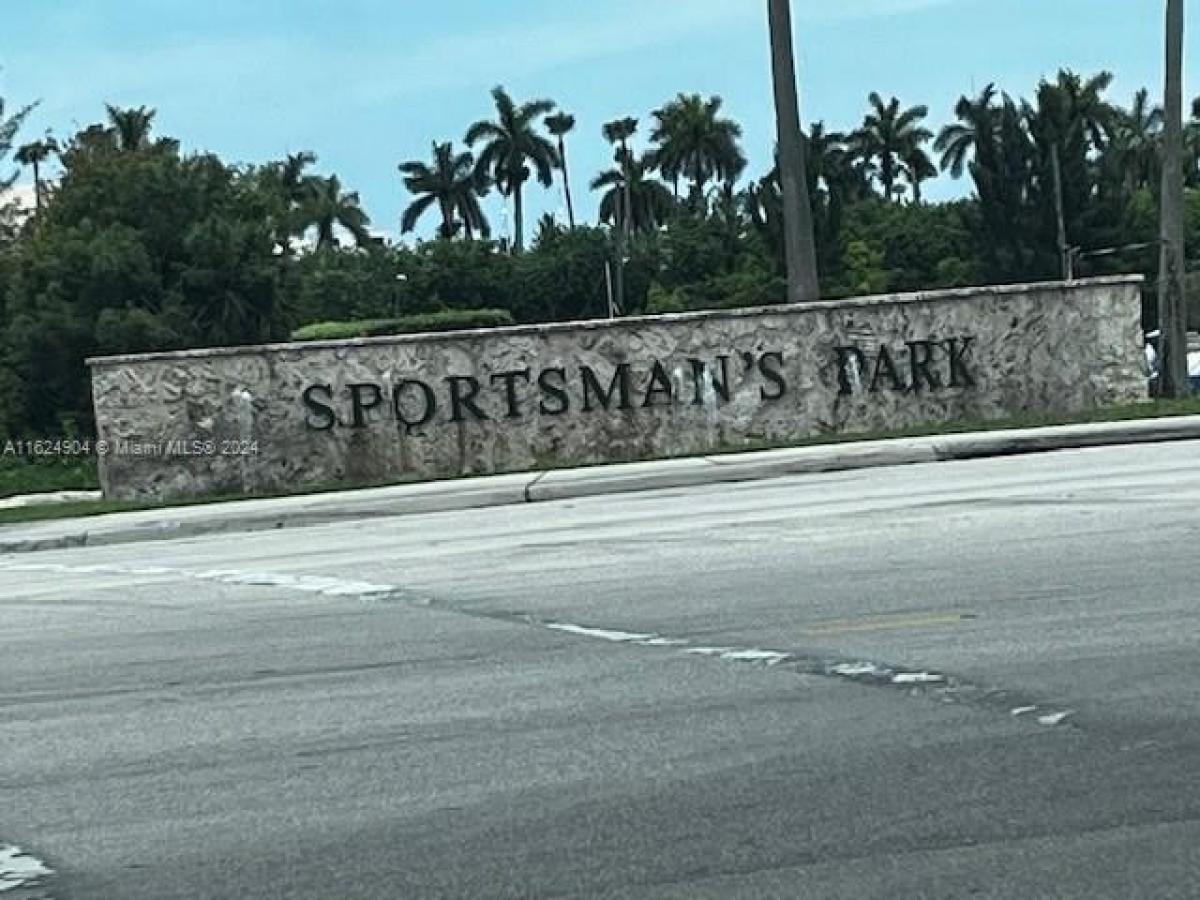 SPORTSMAN'S PARK
A11624904 © Miami MLS® 2024